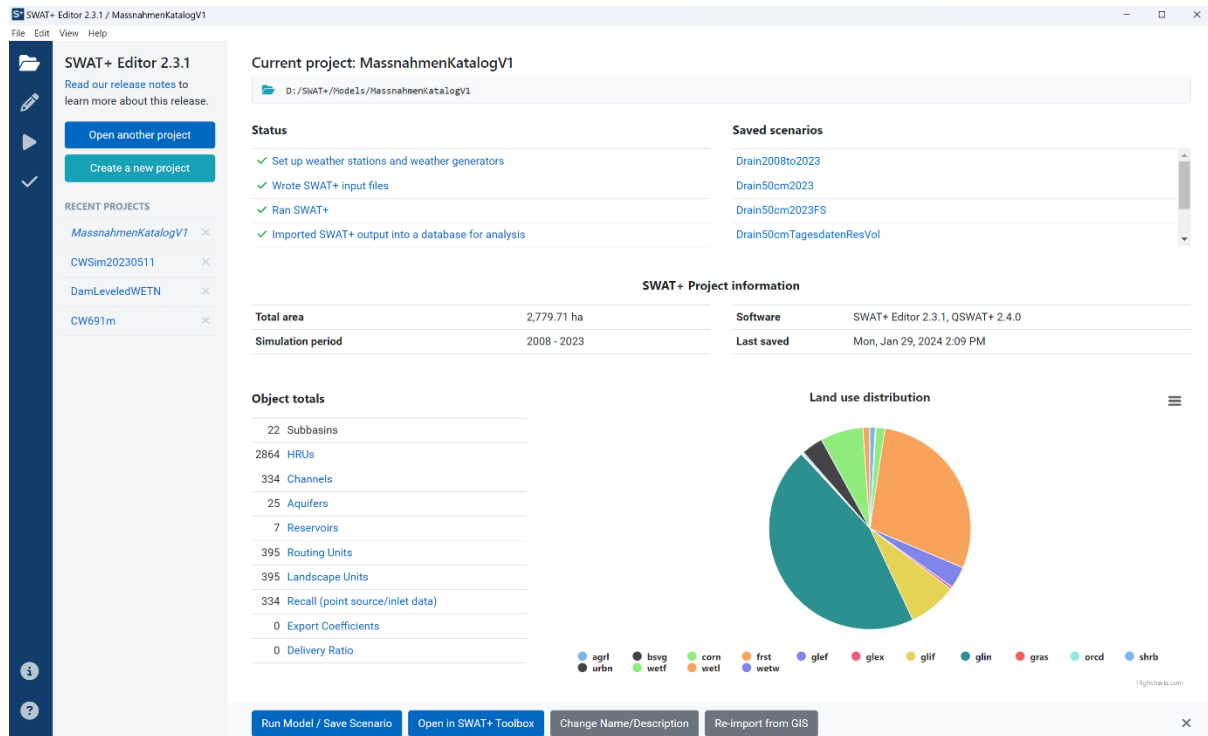 SWAT+ Editor 2.3.1 / MassnahmenKatalogV1
File Edit View Help
SWAT+ Editor 2.3.1
Read our release notes to
learn more about this release.
Open another project
Create a new project
RECENT PROJECTS
MassnahmenKatalogV1
CWSim20230511
DamLeveledWETN
CW691m
Current project: MassnahmenKatalogV1
D:/SWAT+/Models/MassnahmenKatalogV1
Status
Set up weather stations and weather generators
Wrote SWAT+ input files
Ran SWAT+
Imported SWAT+ output into a database for analysis
Saved scenarios
Drain2008to2023
Drain50cm2023
Drain50cm2023FS
Drain50cmTagesdatenResVol
SWAT+ Project information
Total area 2,779.71 ha
Simulation period 2008 - 2023
Software SWAT+ Editor 2.3.1, QSWAT+ 2.4.0
Last saved Mon, Jan 29, 2024 2:09 PM
Object totals
22 Subbasins
2864 HRUs
334 Channels
25 Aquifers
7 Reservoirs
395 Routing Units
395 Landscape Units
334 Recall (point source/inlet data)
0 Export Coefficients
0 Delivery Ratio
Land use distribution
agrl bsvg corn frst glef glex glif glin gras orcd shrb
urbn wetf wetl wetw
Highcharts.com
Run Model / Save Scenario Open in SWAT+ Toolbox Change Name/Description Re-import from GIS